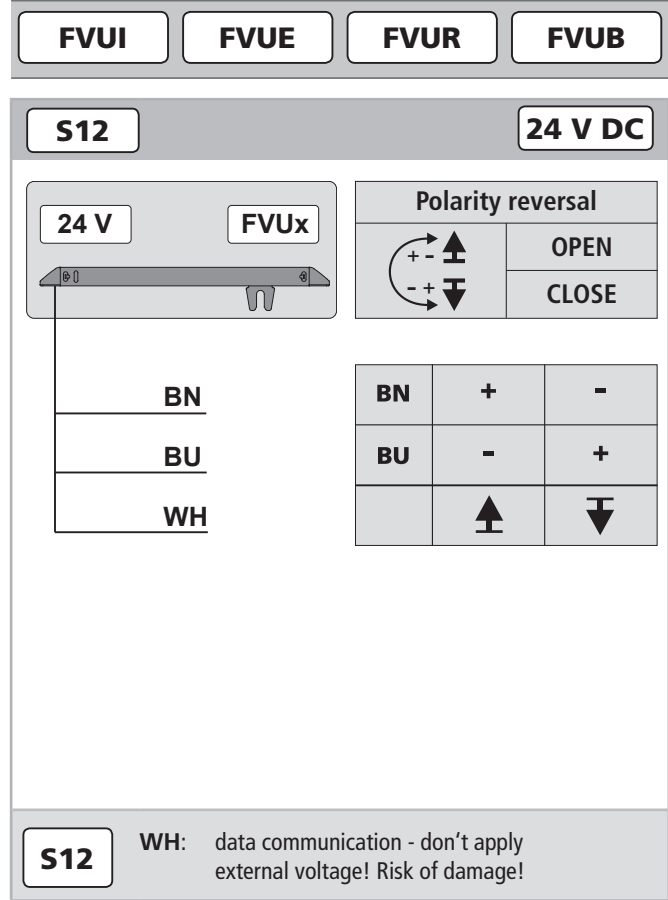 FVUI FVUE FVUR FVUB
S12 24 V DC
24 V FVUx
Polarity reversal
+ - OPEN
- + CLOSE
BN
BU
WH
BN + -
BU - +
S12
WH: data communication - don‘t apply
external voltage! Risk of damage!